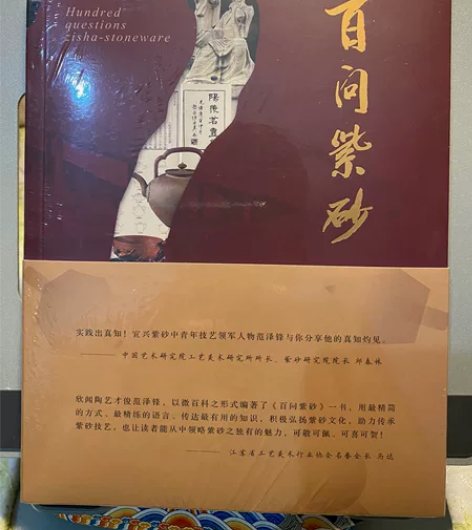 Hundred
questions
zisha-stoneware
百问紫砂
陽羡茗壶
实践出真知！宜兴紫砂中青年技艺领军人物范泽锋与你分享他的真知灼见。
——— 中国艺术研究院工艺美术研究所所长、紫砂研究院院长 邱春林
欣闻陶艺才俊范泽锋，以微百科之形式编著了《百问紫砂》一书，用最精简
的方式、最精练的语言，传达最有用的知识，积极弘扬紫砂文化，助力传承
紫砂技艺，也让读者能从中领略紫砂之独有的魅力，可敬可佩、可喜可贺！
——— 江苏省工艺美术行业协会名誉会长 马达